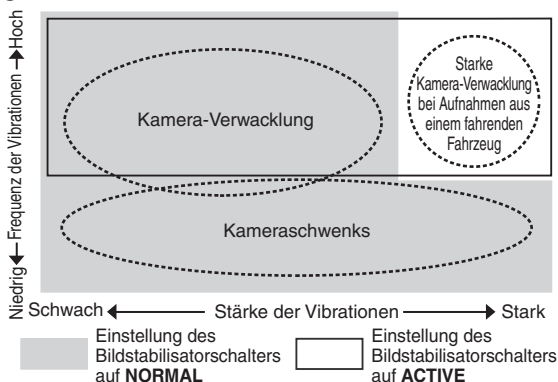 Niedrig ← Frequenz der Vibrationen → Hoch
Kamera-Verwacklung
Starke
Kamera-Verwacklung
bei Aufnahmen aus
einem fahrenden
Fahrzeug
Kameraschwenks
Schwach ← Stärke der Vibrationen → Stark
Einstellung des
Bildstabilisatorschalters
auf NORMAL
Einstellung des
Bildstabilisatorschalters
auf ACTIVE